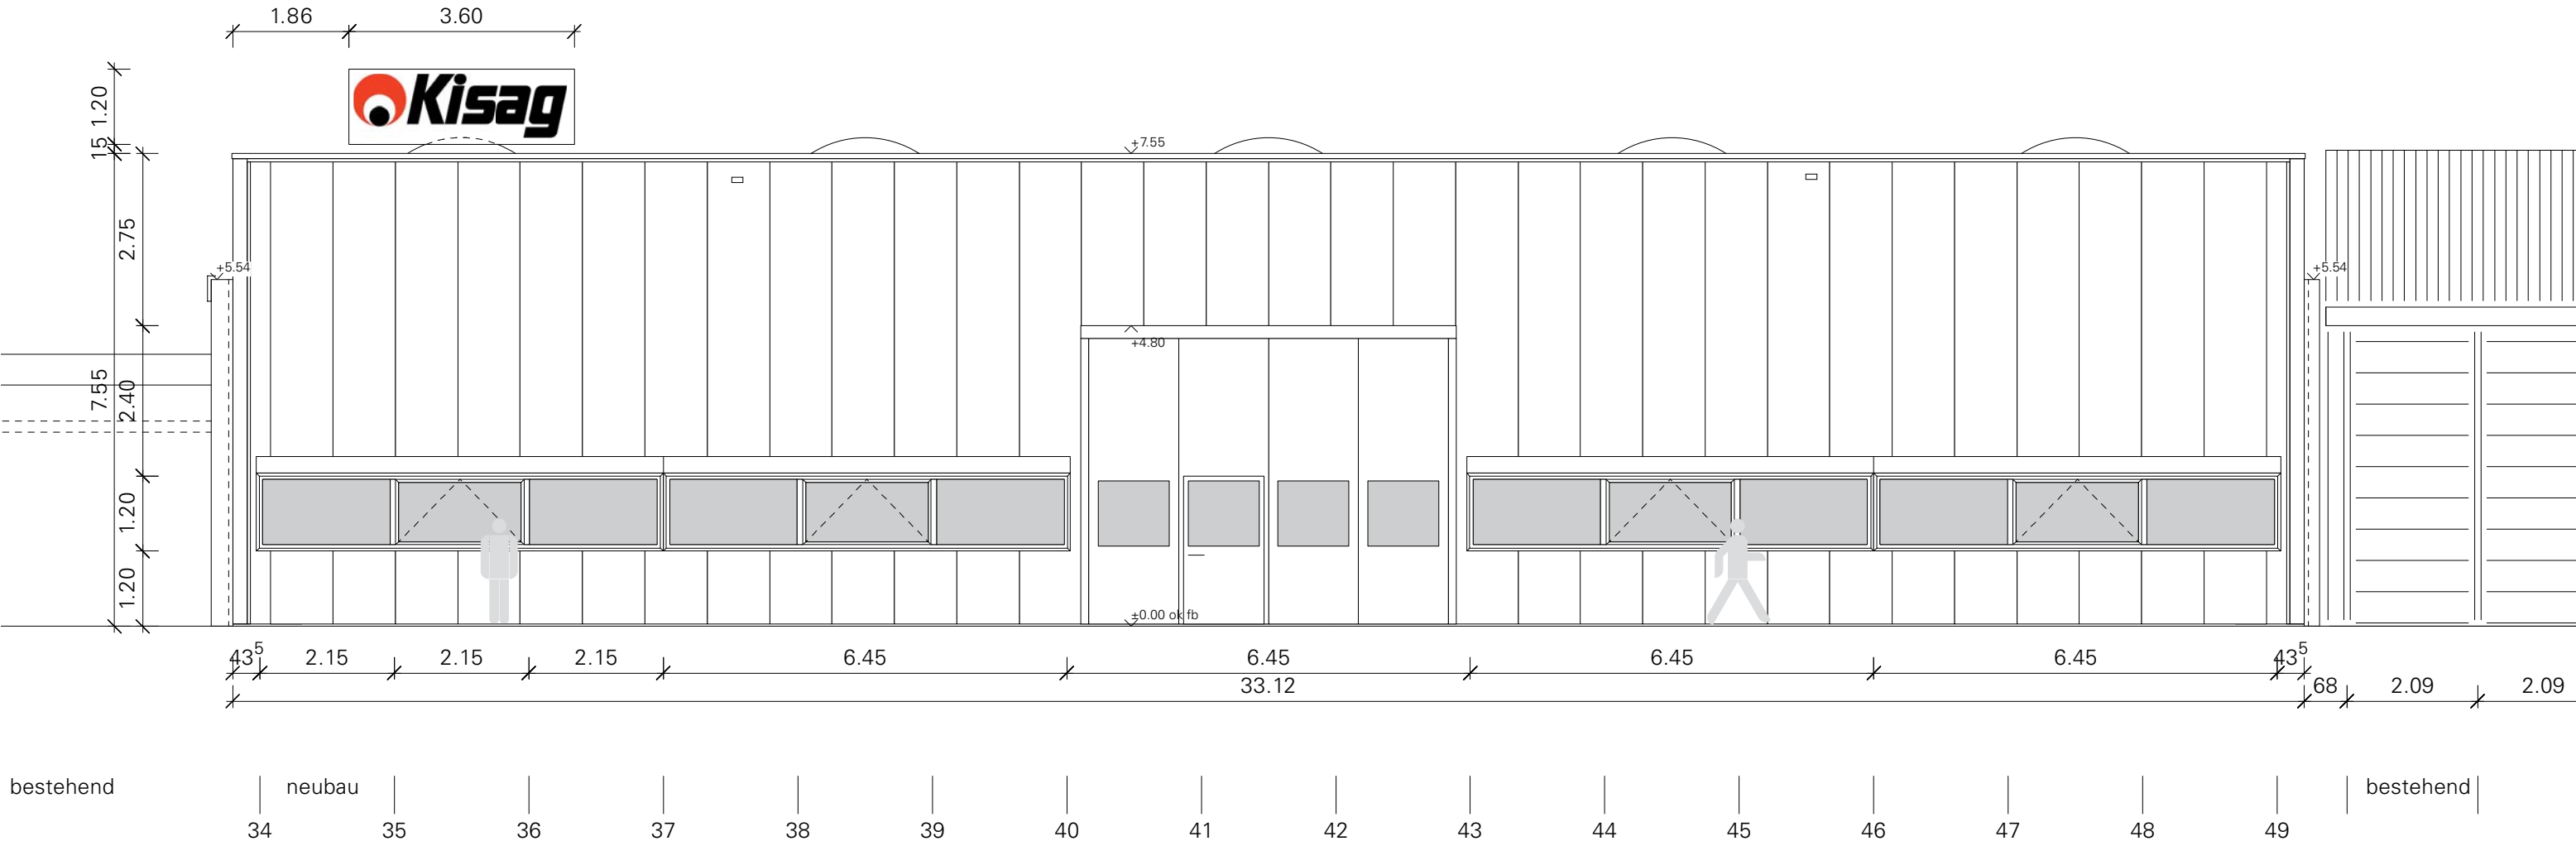 1.86 3.60
1.20
Kisag
15
+7.55
2.75
+5.54 +5.54
+4.80
7.55
2.40
1.20
1.20
±0.00 ok fb
43⁵ 2.15 2.15 2.15 6.45 6.45 6.45 6.45 43⁵
33.12
68 2.09 2.09
bestehend neubau bestehend
34 35 36 37 38 39 40 41 42 43 44 45 46 47 48 49